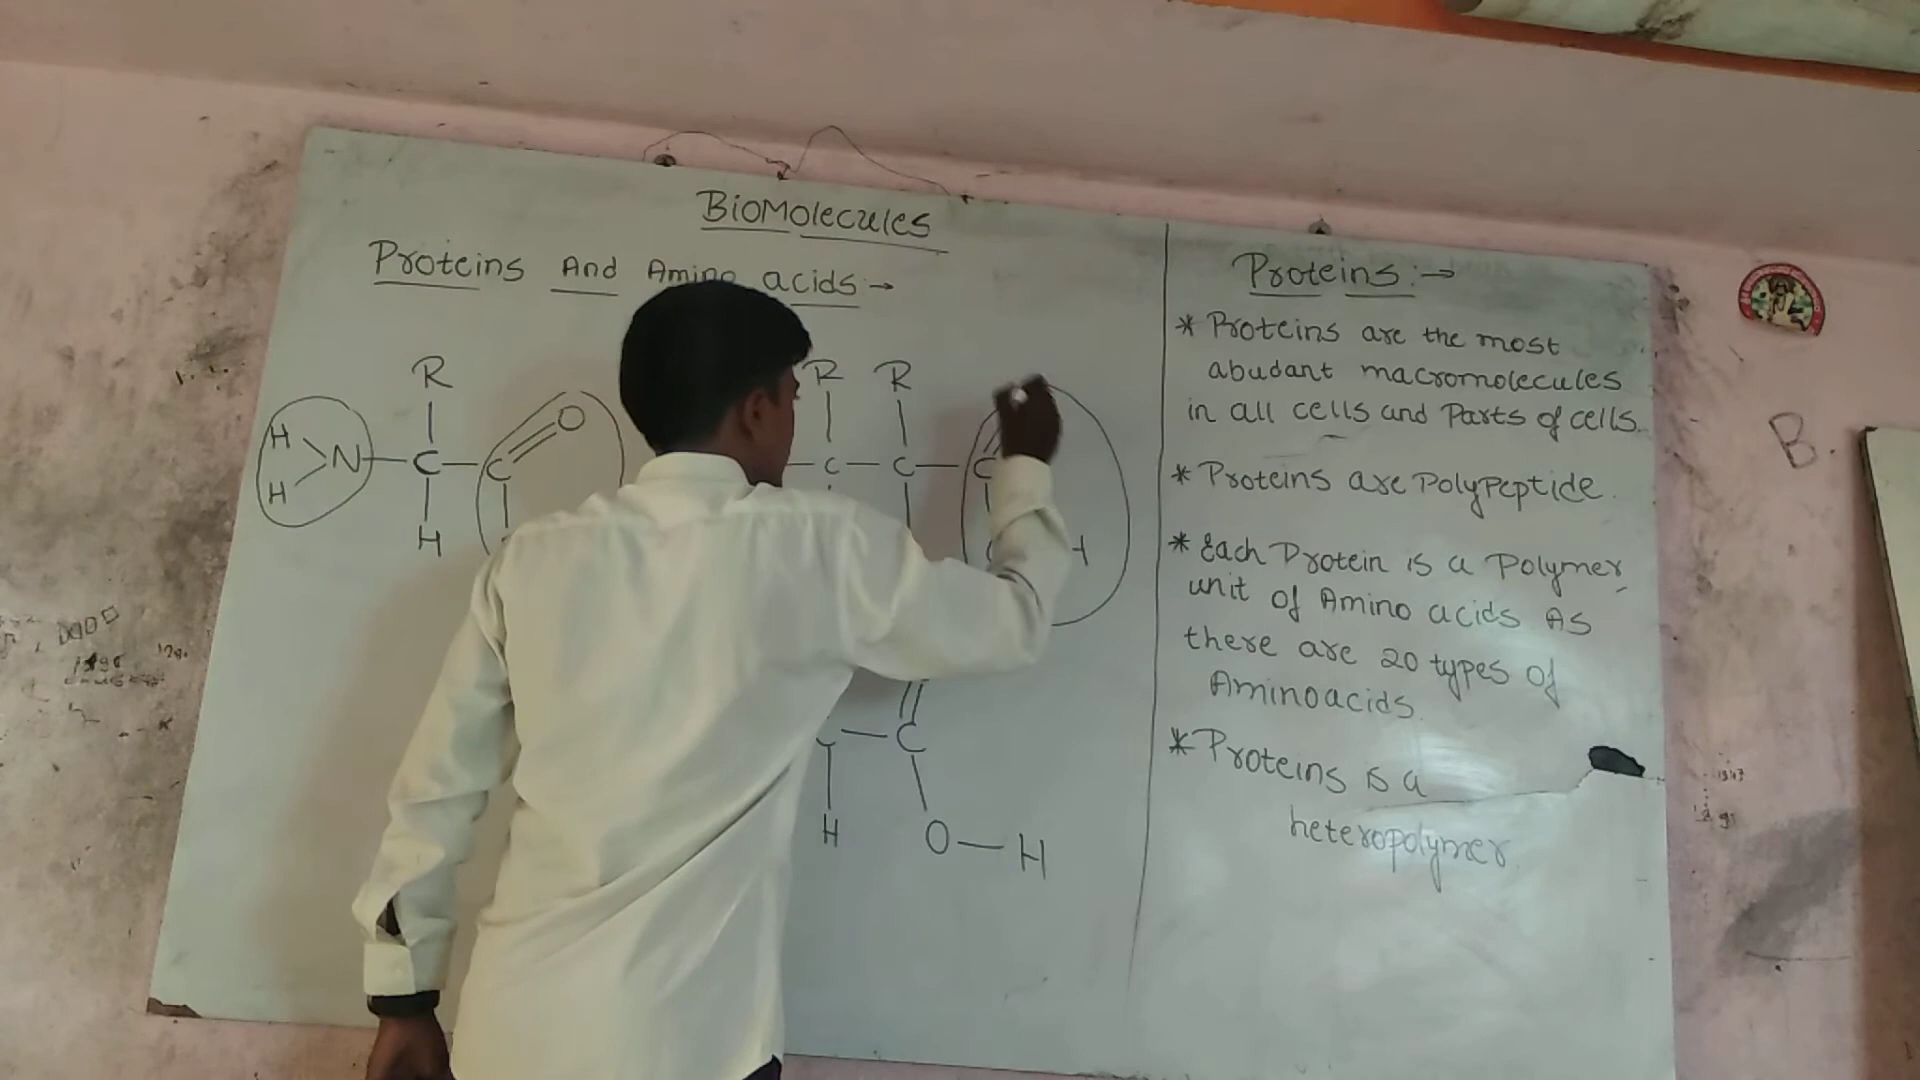 BioMolecules
Proteins And Amino acids :→
R
R R
H
N — C — C
O
H
H
— C — C — C
C — C
H
O — H
Proteins :→
* Proteins are the most
abudant macromolecules
in all cells and Parts of cells.
* Proteins are PolyPeptide.
* Each Protein is a Polymer
unit of Amino acids As
there are 20 types of
Aminoacids.
* Proteins is a
heteropolymer
B.